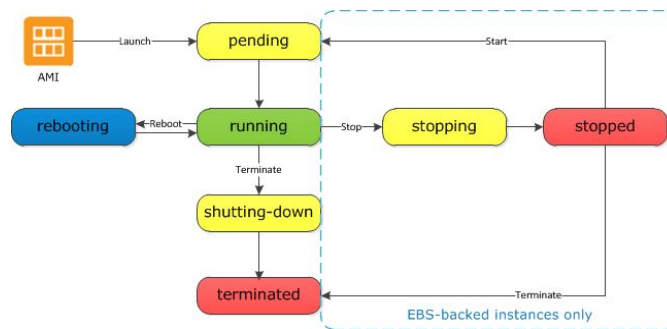 Launch
pending
Start
AMI
rebooting
Reboot
running
Stop
stopping
stopped
Terminate
shutting-down
terminated
Terminate
EBS-backed instances only